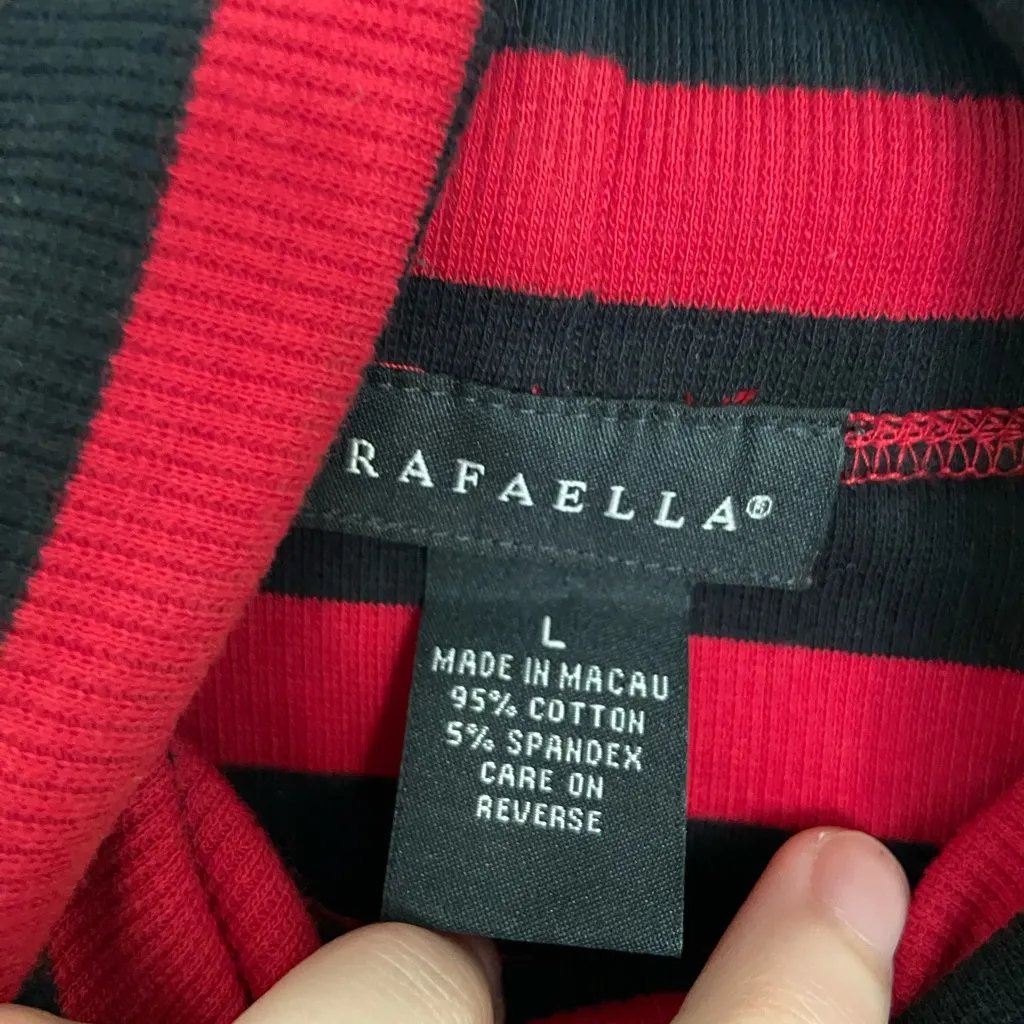 RAFAELLA®
L
MADE IN MACAU
95% COTTON
5% SPANDEX
CARE ON
REVERSE